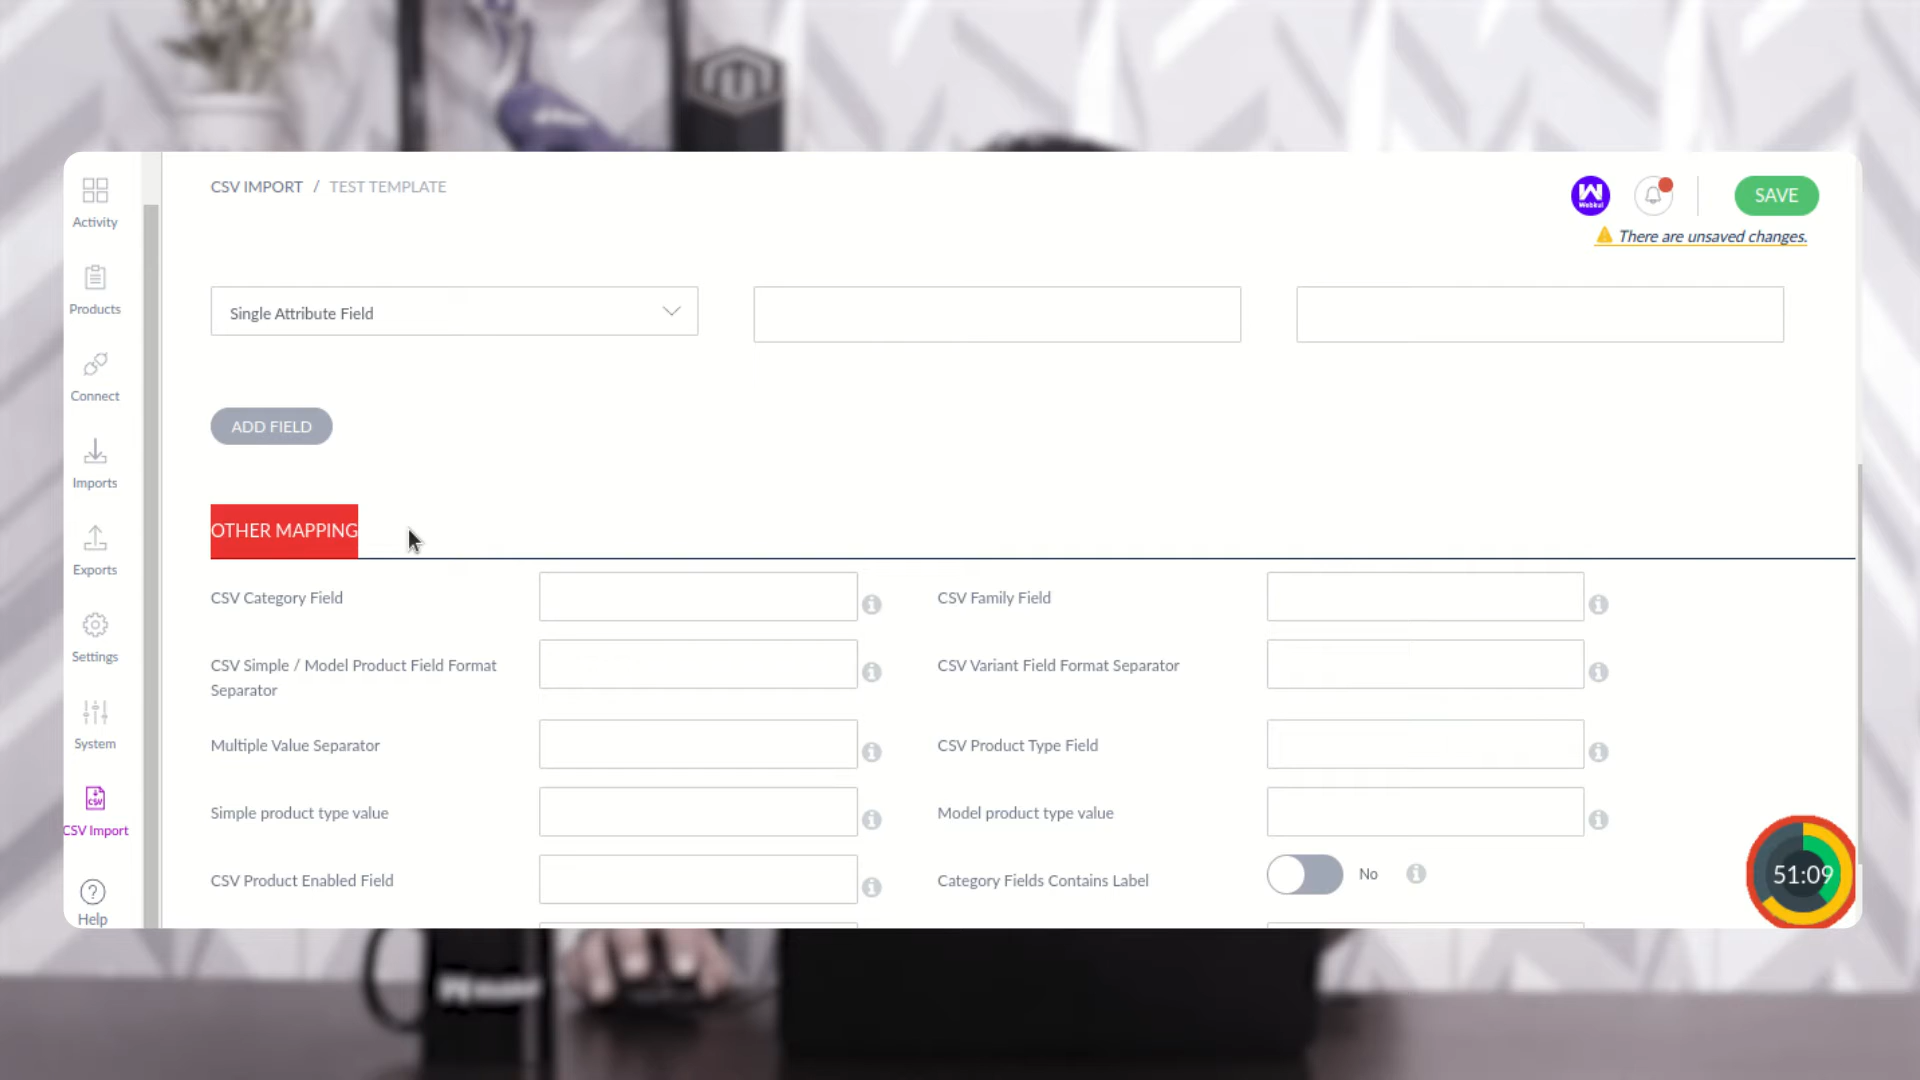 CSV IMPORT / TEST TEMPLATE
SAVE
There are unsaved changes.
Activity
Products
Connect
Imports
Exports
Settings
System
CSV Import
Help
Single Attribute Field
ADD FIELD
OTHER MAPPING
CSV Category Field
CSV Family Field
CSV Simple / Model Product Field Format
Separator
CSV Variant Field Format Separator
Multiple Value Separator
CSV Product Type Field
Simple product type value
Model product type value
CSV Product Enabled Field
Category Fields Contains Label
No
51:09
W
Webkul
CSV